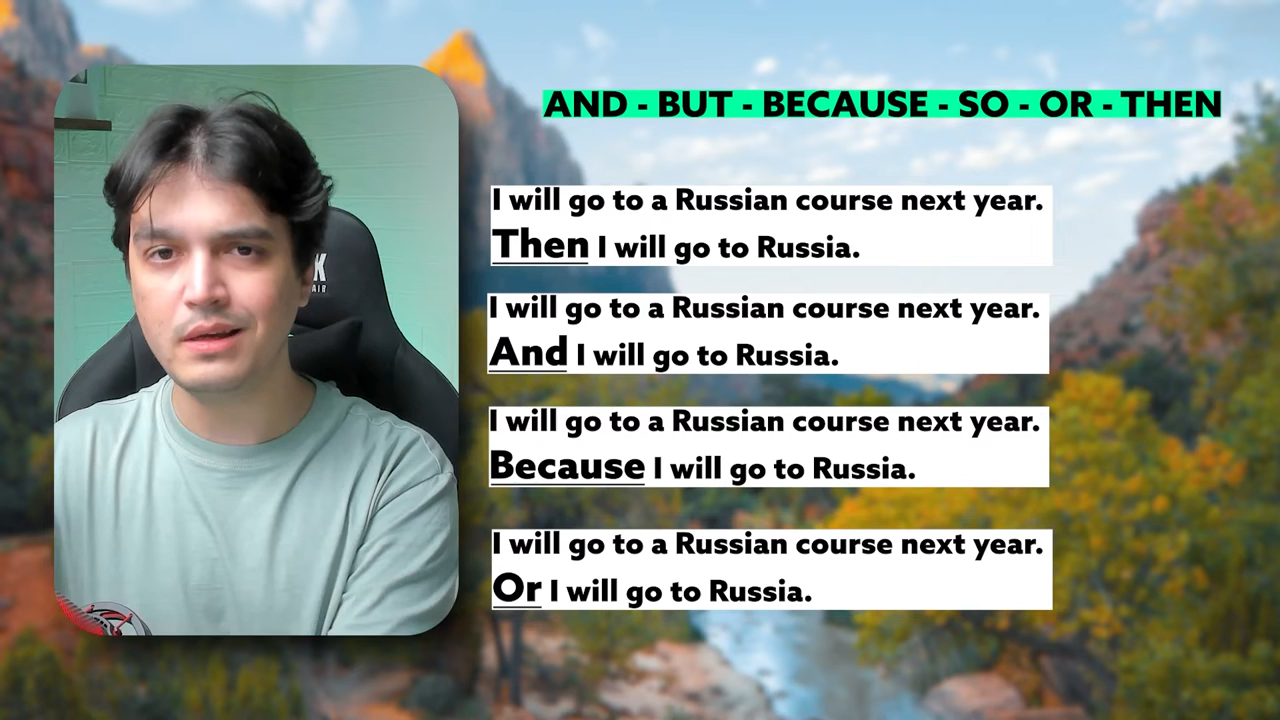 AND - BUT - BECAUSE - SO - OR - THEN
I will go to a Russian course next year.
Then I will go to Russia.
I will go to a Russian course next year.
And I will go to Russia.
I will go to a Russian course next year.
Because I will go to Russia.
I will go to a Russian course next year.
Or I will go to Russia.